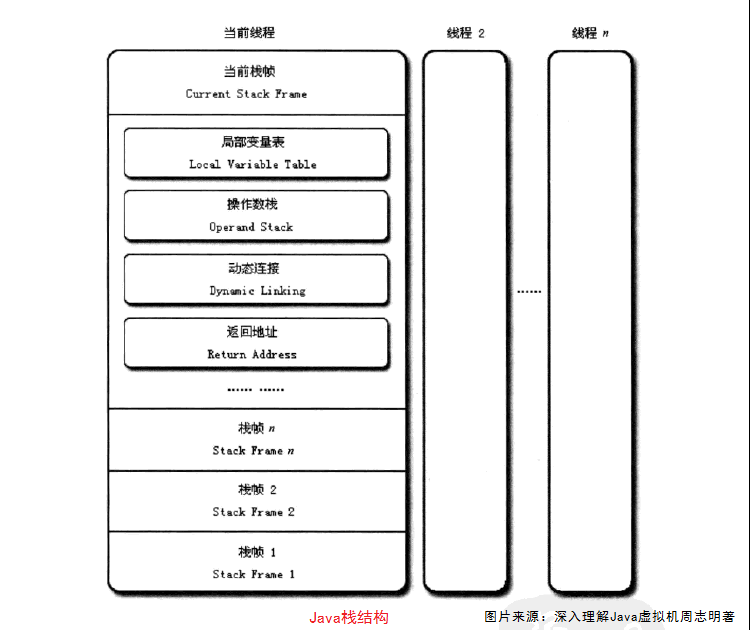 当前线程
线程 2
线程 n
当前栈帧
Current Stack Frame
局部变量表
Local Variable Table
操作数栈
Operand Stack
动态连接
Dynamic Linking
返回地址
Return Address
…… ……
……
栈帧 n
Stack Frame n
栈帧 2
Stack Frame 2
栈帧 1
Stack Frame 1
Java栈结构
图片来源：深入理解Java虚拟机周志明著